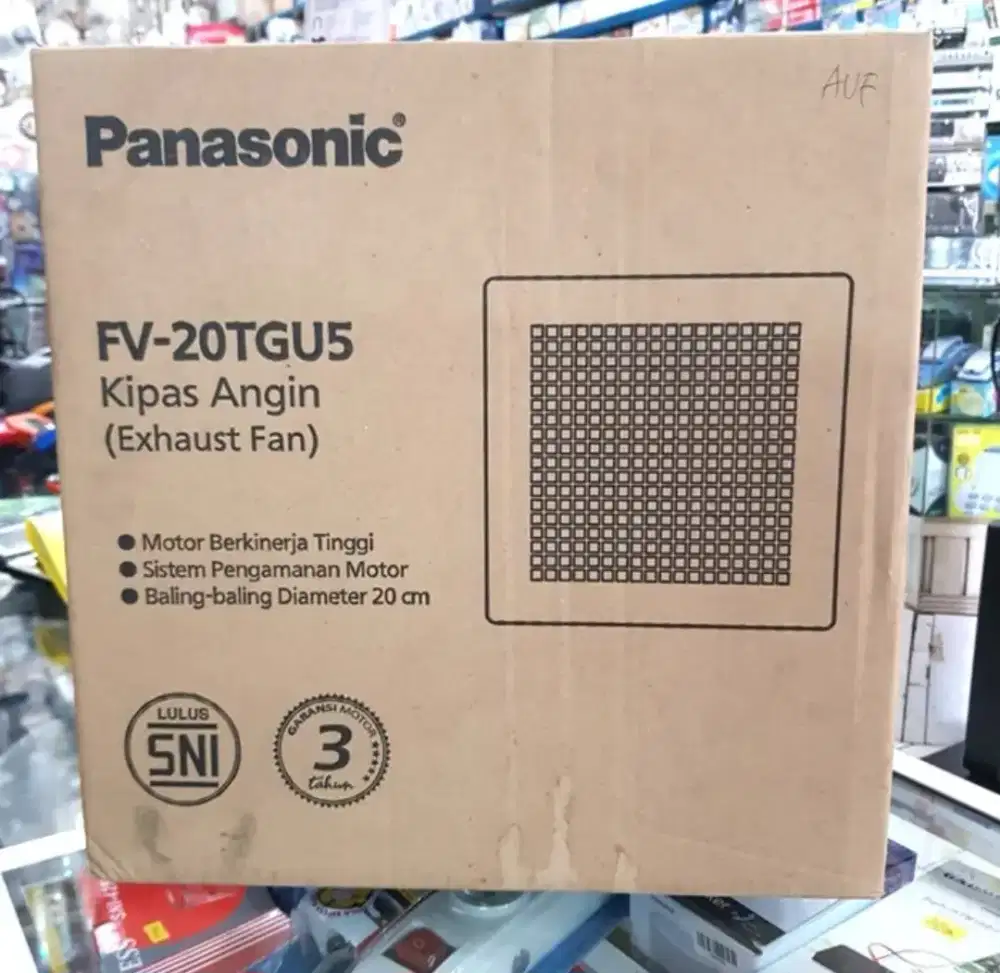 AUF
Panasonic®
FV-20TGU5
Kipas Angin
(Exhaust Fan)
● Motor Berkinerja Tinggi
● Sistem Pengamanan Motor
● Baling-baling Diameter 20 cm
LULUS
SNI
GARANSI MOTOR
3
tahun